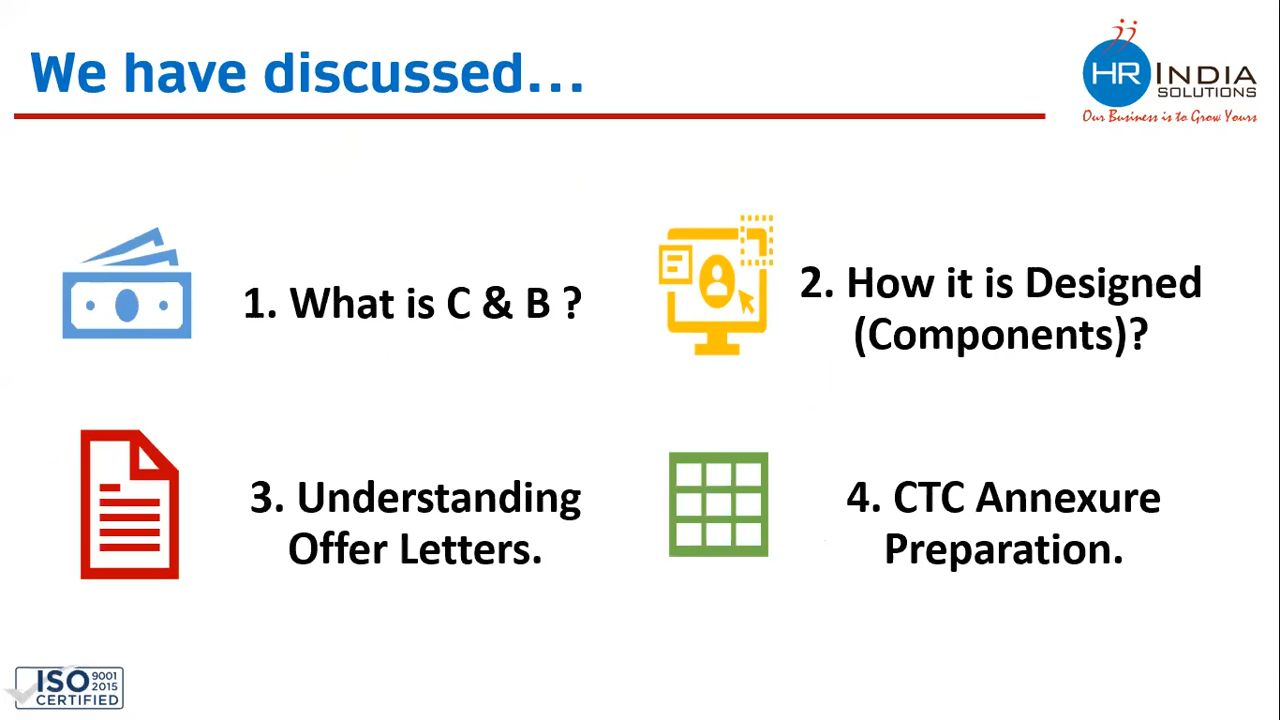 We have discussed...
HR INDIA
SOLUTIONS
Our Business is to Grow Yours
1. What is C & B ?
2. How it is Designed
(Components)?
3. Understanding
Offer Letters.
4. CTC Annexure
Preparation.
ISO 9001
2015
CERTIFIED